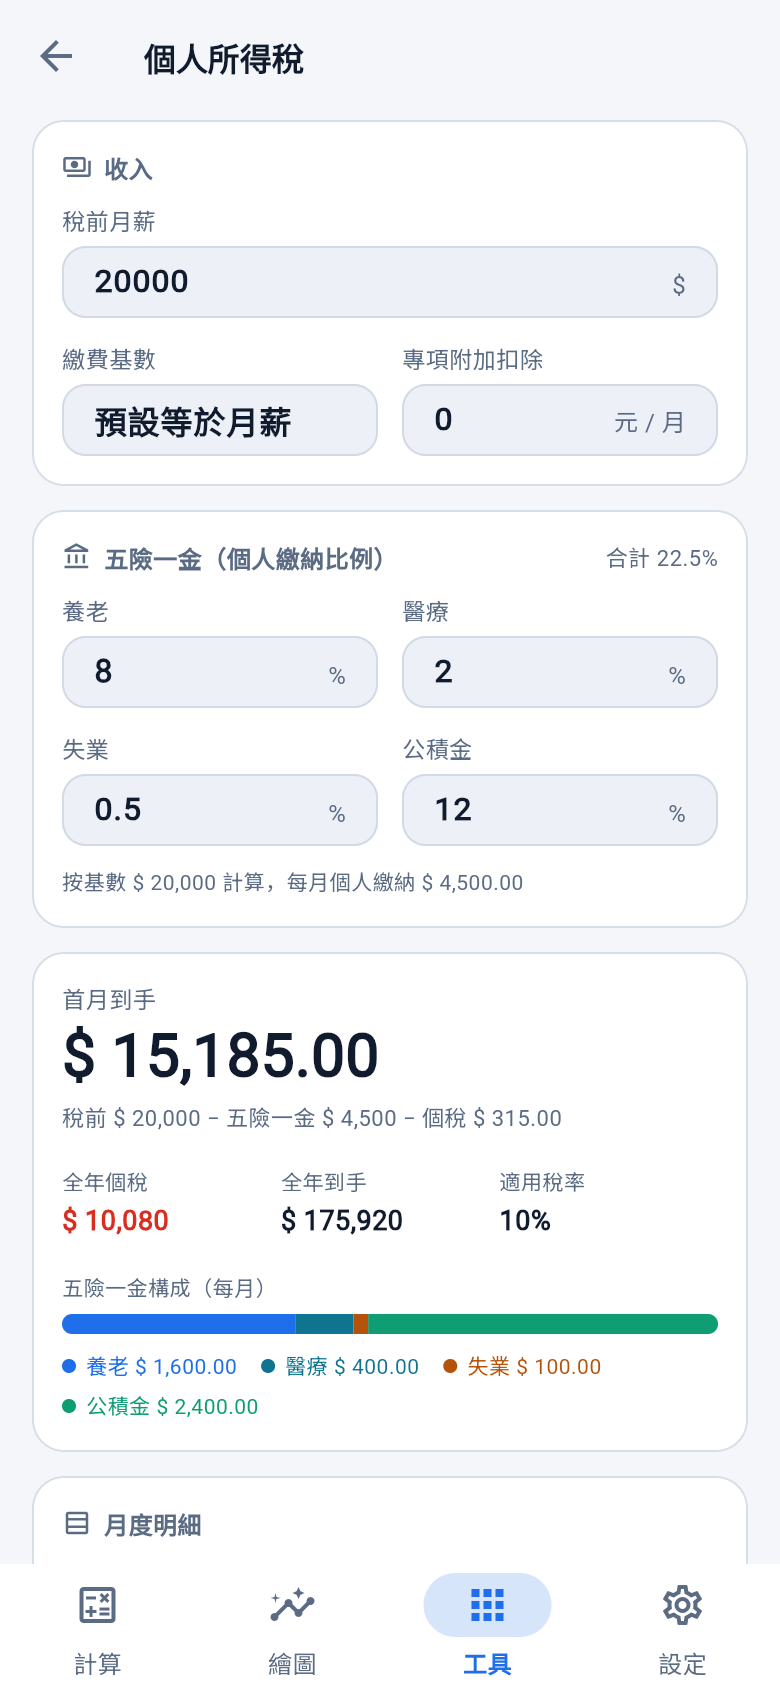 個人所得稅
收入
稅前月薪
20000 $
繳費基數 專項附加扣除
預設等於月薪 0 元 / 月
五險一金（個人繳納比例） 合計 22.5%
養老 醫療
8 % 2 %
失業 公積金
0.5 % 12 %
按基數 $ 20,000 計算，每月個人繳納 $ 4,500.00
首月到手
$ 15,185.00
稅前 $ 20,000 − 五險一金 $ 4,500 − 個稅 $ 315.00
全年個稅 全年到手 適用稅率
$ 10,080 $ 175,920 10%
五險一金構成（每月）
養老 $ 1,600.00 醫療 $ 400.00 失業 $ 100.00
公積金 $ 2,400.00
月度明細
計算 繪圖 工具 設定